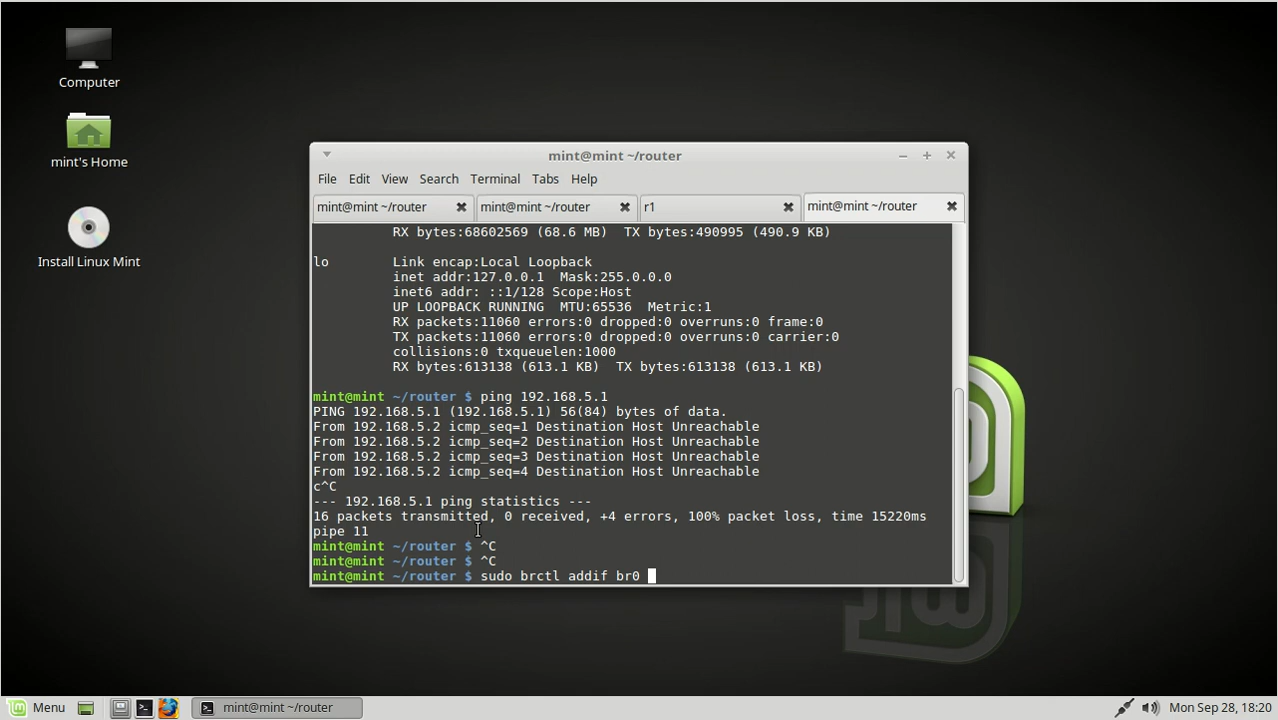 Computer
mint's Home
Install Linux Mint
mint@mint ~/router
File Edit View Search Terminal Tabs Help
mint@mint ~/router mint@mint ~/router r1 mint@mint ~/router
RX bytes:68602569 (68.6 MB)  TX bytes:490995 (490.9 KB)
lo        Link encap:Local Loopback
inet addr:127.0.0.1  Mask:255.0.0.0
inet6 addr: ::1/128 Scope:Host
UP LOOPBACK RUNNING  MTU:65536  Metric:1
RX packets:11060 errors:0 dropped:0 overruns:0 frame:0
TX packets:11060 errors:0 dropped:0 overruns:0 carrier:0
collisions:0 txqueuelen:1000
RX bytes:613138 (613.1 KB)  TX bytes:613138 (613.1 KB)
mint@mint ~/router $ ping 192.168.5.1
PING 192.168.5.1 (192.168.5.1) 56(84) bytes of data.
From 192.168.5.2 icmp_seq=1 Destination Host Unreachable
From 192.168.5.2 icmp_seq=2 Destination Host Unreachable
From 192.168.5.2 icmp_seq=3 Destination Host Unreachable
From 192.168.5.2 icmp_seq=4 Destination Host Unreachable
c^C
--- 192.168.5.1 ping statistics ---
16 packets transmitted, 0 received, +4 errors, 100% packet loss, time 15220ms
pipe 11
mint@mint ~/router $ ^C
mint@mint ~/router $ ^C
mint@mint ~/router $ sudo brctl addif br0
Menu mint@mint ~/router Mon Sep 28, 18:20